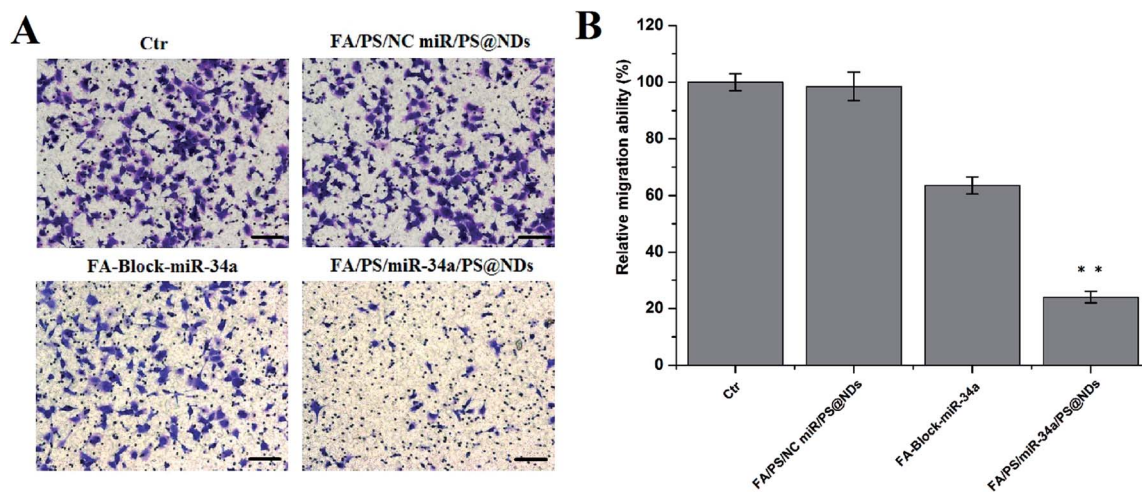 A
Ctr
FA/PS/NC miR/PS@NDs
FA-Block-miR-34a
FA/PS/miR-34a/PS@NDs
B
Relative migration ability (%)
120
100
80
60
40
20
0
* *
Ctr
FA/PS/NC miR/PS@NDs
FA-Block-miR-34a
FA/PS/miR-34a/PS@NDs